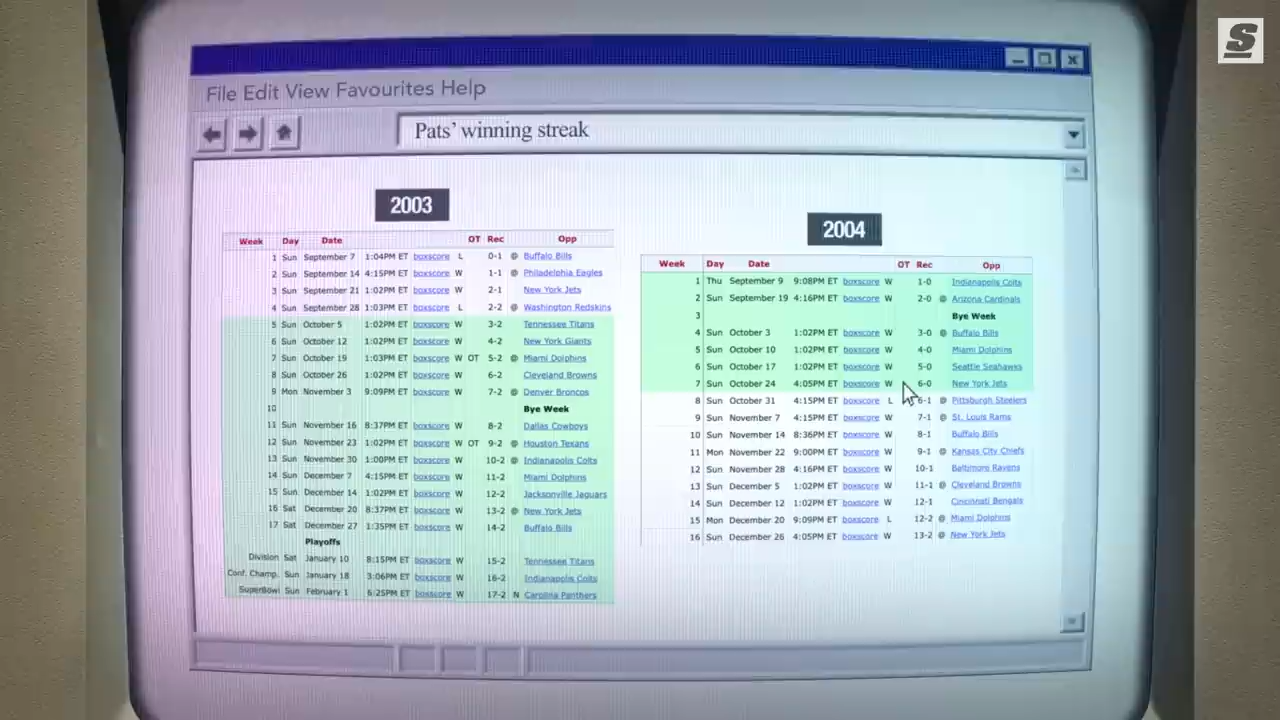 S
File Edit View Favourites Help
Pats' winning streak
2003
Week Day Date OT Rec Opp
1 Sun September 7 1:04PM ET boxscore L 0-1 @ Buffalo Bills
2 Sun September 14 4:15PM ET boxscore W 1-1 @ Philadelphia Eagles
3 Sun September 21 1:02PM ET boxscore W 2-1 New York Jets
4 Sun September 28 1:03PM ET boxscore L 2-2 @ Washington Redskins
5 Sun October 5 1:02PM ET boxscore W 3-2 Tennessee Titans
6 Sun October 12 1:02PM ET boxscore W 4-2 New York Giants
7 Sun October 19 1:03PM ET boxscore W OT 5-2 @ Miami Dolphins
8 Sun October 26 1:02PM ET boxscore W 6-2 Cleveland Browns
9 Mon November 3 9:09PM ET boxscore W 7-2 @ Denver Broncos
10 Bye Week
11 Sun November 16 8:37PM ET boxscore W 8-2 Dallas Cowboys
12 Sun November 23 1:02PM ET boxscore W OT 9-2 @ Houston Texans
13 Sun November 30 1:00PM ET boxscore W 10-2 @ Indianapolis Colts
14 Sun December 7 4:15PM ET boxscore W 11-2 Miami Dolphins
15 Sun December 14 1:02PM ET boxscore W 12-2 Jacksonville Jaguars
16 Sat December 20 8:37PM ET boxscore W 13-2 @ New York Jets
17 Sat December 27 1:35PM ET boxscore W 14-2 Buffalo Bills
Playoffs
Division Sat January 10 8:15PM ET boxscore W 15-2 Tennessee Titans
Conf. Champ. Sun January 18 3:06PM ET boxscore W 16-2 Indianapolis Colts
SuperBowl Sun February 1 6:25PM ET boxscore W 17-2 N Carolina Panthers
2004
Week Day Date OT Rec Opp
1 Thu September 9 9:08PM ET boxscore W 1-0 Indianapolis Colts
2 Sun September 19 4:16PM ET boxscore W 2-0 @ Arizona Cardinals
3 Bye Week
4 Sun October 3 1:02PM ET boxscore W 3-0 @ Buffalo Bills
5 Sun October 10 1:02PM ET boxscore W 4-0 Miami Dolphins
6 Sun October 17 1:02PM ET boxscore W 5-0 Seattle Seahawks
7 Sun October 24 4:05PM ET boxscore W 6-0 New York Jets
8 Sun October 31 4:15PM ET boxscore L 6-1 @ Pittsburgh Steelers
9 Sun November 7 4:15PM ET boxscore W 7-1 @ St. Louis Rams
10 Sun November 14 8:36PM ET boxscore W 8-1 Buffalo Bills
11 Mon November 22 9:00PM ET boxscore W 9-1 @ Kansas City Chiefs
12 Sun November 28 4:16PM ET boxscore W 10-1 Baltimore Ravens
13 Sun December 5 1:02PM ET boxscore W 11-1 @ Cleveland Browns
14 Sun December 12 1:02PM ET boxscore W 12-1 Cincinnati Bengals
15 Mon December 20 9:09PM ET boxscore L 12-2 @ Miami Dolphins
16 Sun December 26 4:05PM ET boxscore W 13-2 @ New York Jets